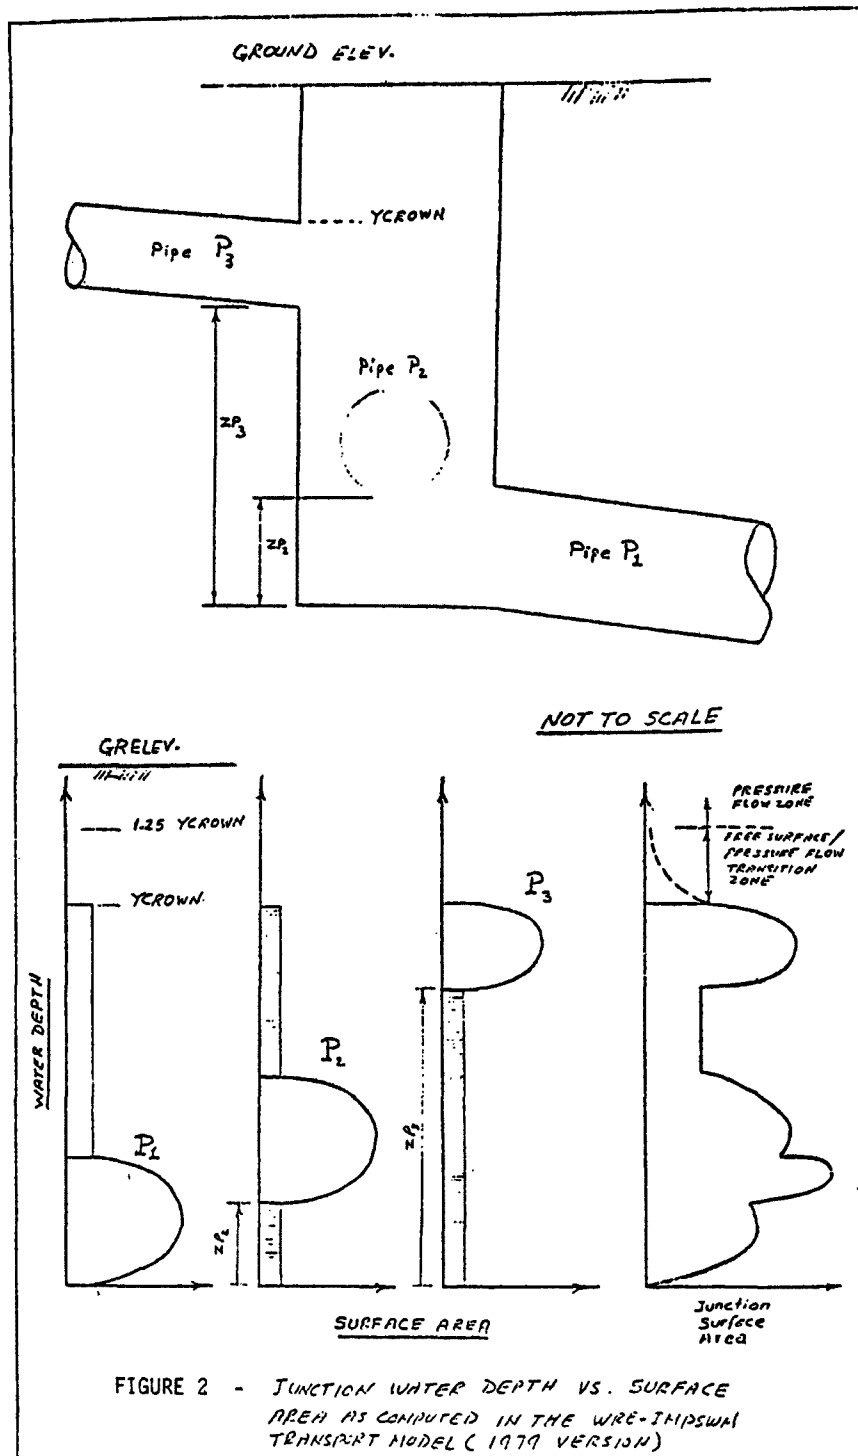 GROUND ELEV.
YCROWN
Pipe P3
Pipe P2
ZP3
ZP2
Pipe P1
NOT TO SCALE
GRELEV.
1.25 YCROWN
YCROWN
WATER DEPTH
P1
P2
ZP2
P3
ZP3
PRESSURE
FLOW ZONE
FREE SURFACE/
PRESSURE FLOW
TRANSITION
ZONE
SURFACE AREA
Junction
Surface
Area
FIGURE 2 - JUNCTION WATER DEPTH VS. SURFACE
AREA AS COMPUTED IN THE WRE-IMPSWM
TRANSPORT MODEL (1979 VERSION)